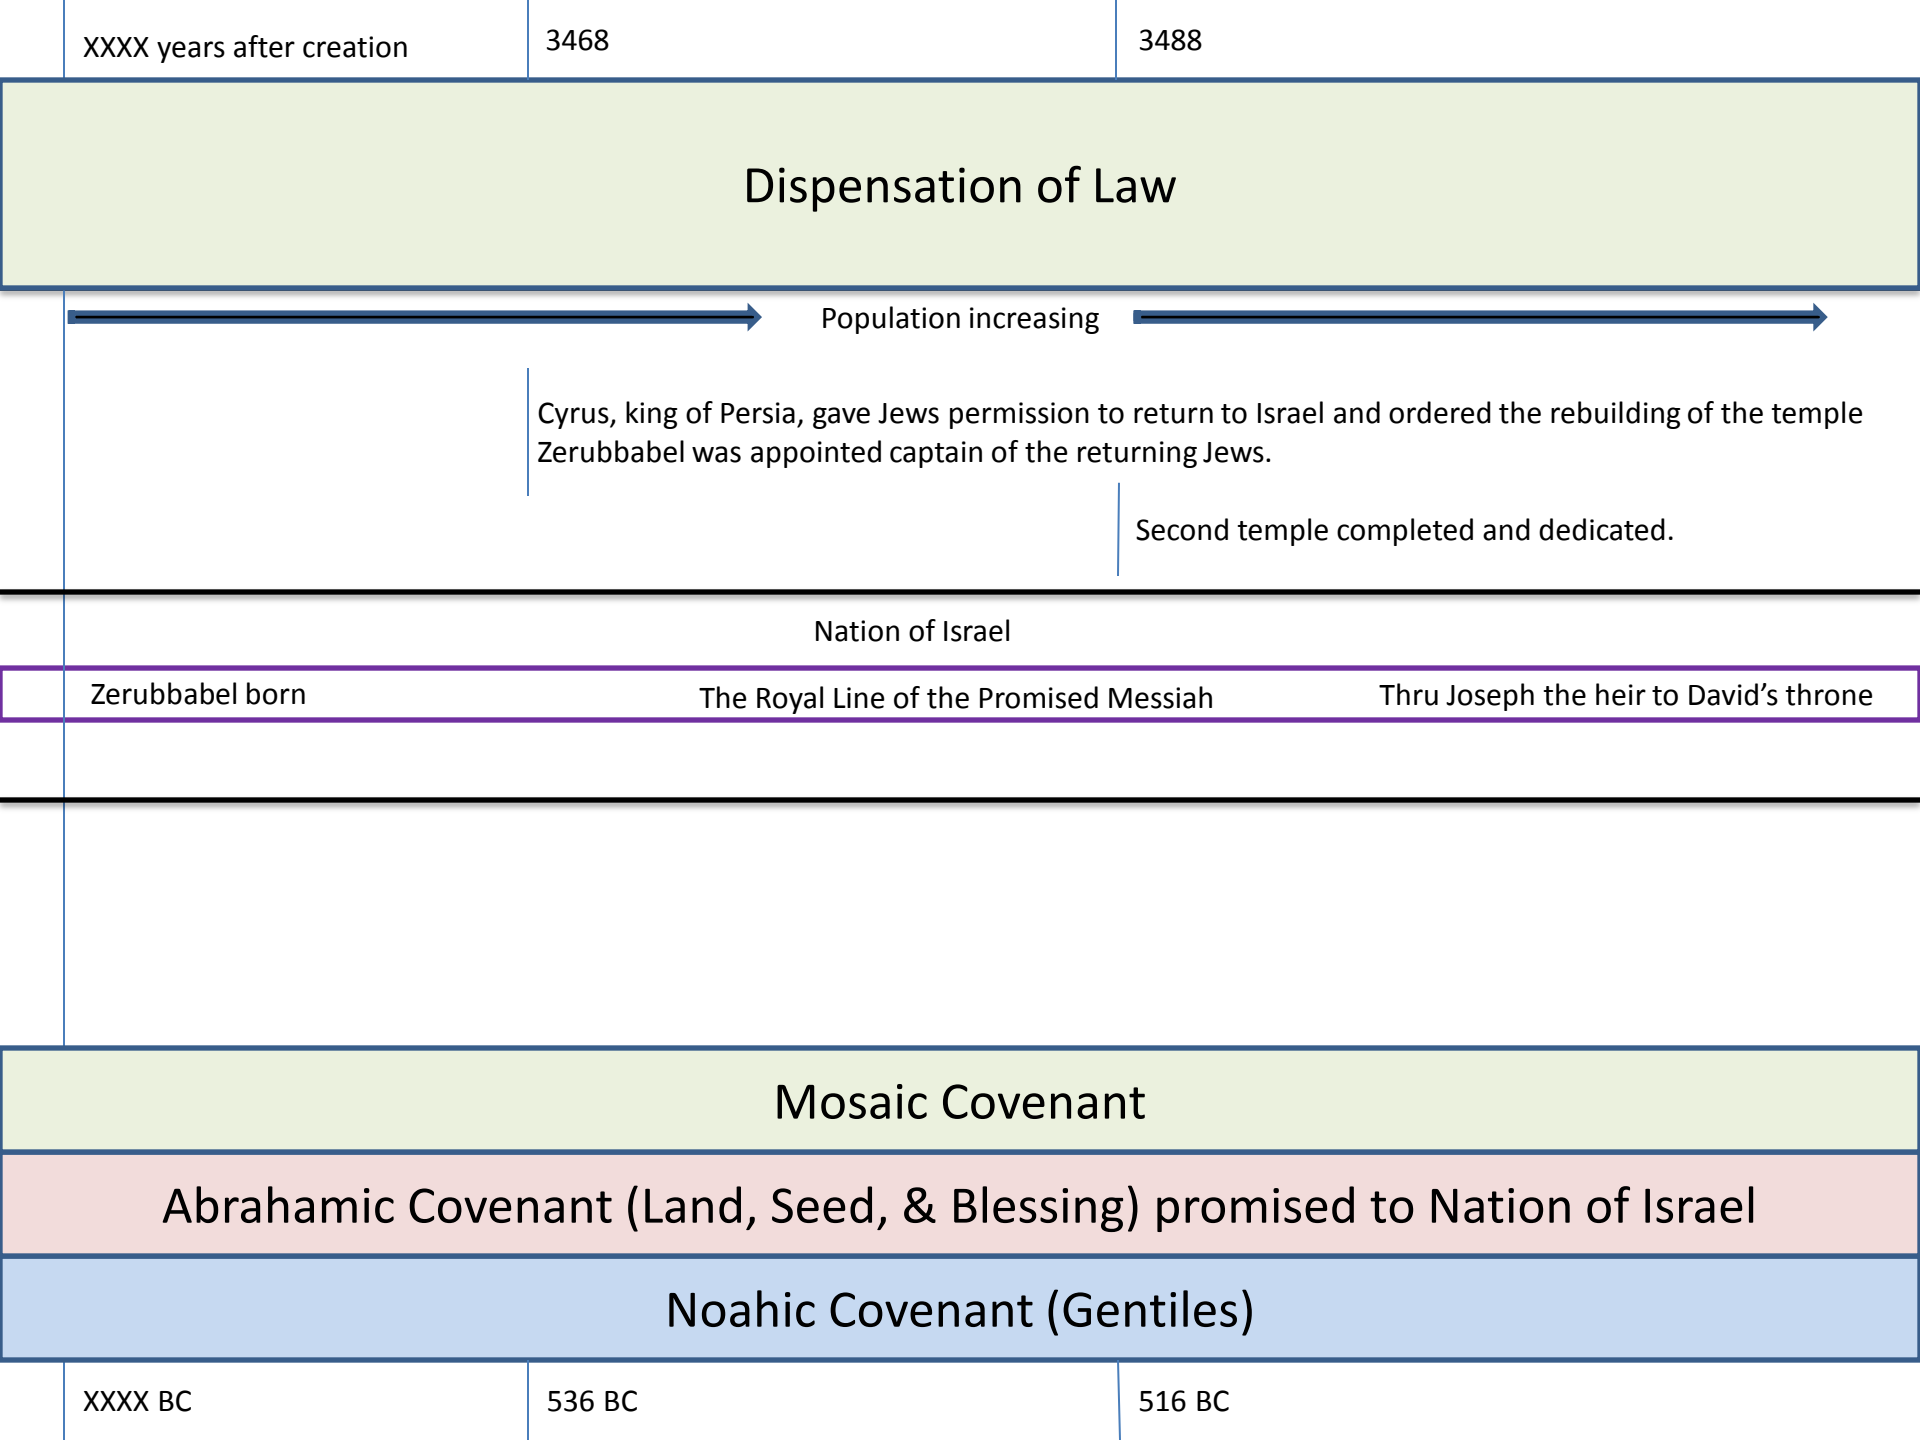 XXXX years after creation
3468
3488
Dispensation of Law
Population increasing
Cyrus, king of Persia, gave Jews permission to return to Israel and ordered the rebuilding of the temple
Zerubbabel was appointed captain of the returning Jews.
Second temple completed and dedicated.
Nation of Israel
Zerubbabel born
The Royal Line of the Promised Messiah
Thru Joseph the heir to David’s throne
Mosaic Covenant
Abrahamic Covenant (Land, Seed, & Blessing) promised to Nation of Israel
Noahic Covenant (Gentiles)
XXXX BC
536 BC
516 BC